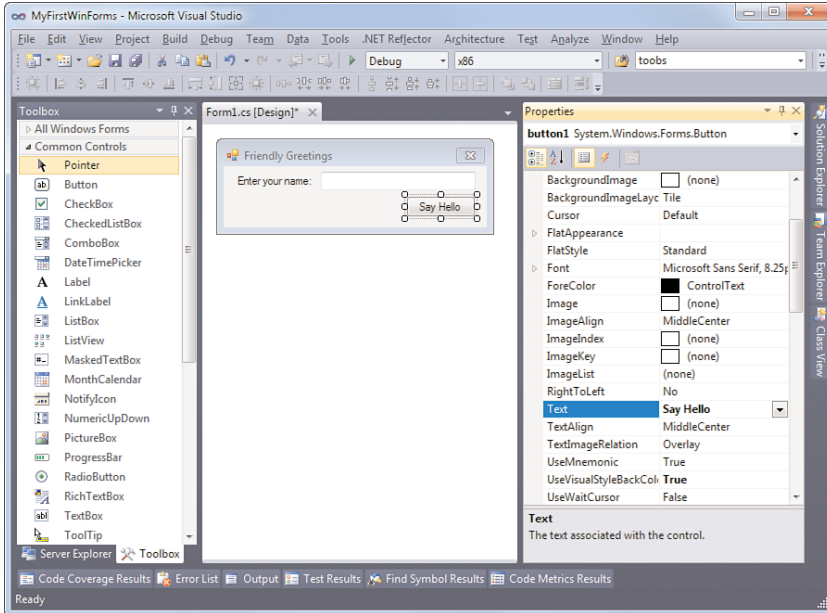 MyFirstWinForms - Microsoft Visual Studio
File Edit View Project Build Debug Team Data Tools .NET Reflector Architecture Test Analyze Window Help
Debug x86 toobs
Toolbox
All Windows Forms
Common Controls
Pointer
Button
CheckBox
CheckedListBox
ComboBox
DateTimePicker
Label
LinkLabel
ListBox
ListView
MaskedTextBox
MonthCalendar
NotifyIcon
NumericUpDown
PictureBox
ProgressBar
RadioButton
RichTextBox
TextBox
ToolTip
Server Explorer Toolbox
Form1.cs [Design]*
Friendly Greetings
Enter your name:
Say Hello
Properties
button1 System.Windows.Forms.Button
BackgroundImage (none)
BackgroundImageLayc Tile
Cursor Default
FlatAppearance
FlatStyle Standard
Font Microsoft Sans Serif, 8.25p
ForeColor ControlText
Image (none)
ImageAlign MiddleCenter
ImageIndex (none)
ImageKey (none)
ImageList (none)
RightToLeft No
Text Say Hello
TextAlign MiddleCenter
TextImageRelation Overlay
UseMnemonic True
UseVisualStyleBackColo True
UseWaitCursor False
Text
The text associated with the control.
Solution Explorer
Team Explorer
Class View
Code Coverage Results Error List Output Test Results Find Symbol Results Code Metrics Results
Ready